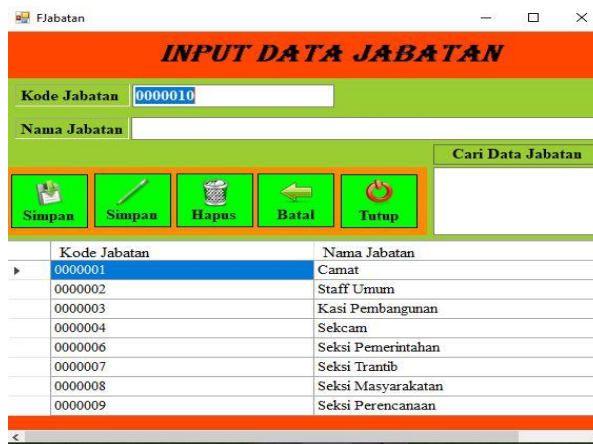 FJabatan
INPUT DATA JABATAN
Kode Jabatan 0000010
Nama Jabatan
Cari Data Jabatan
Simpan Simpan Hapus Batal Tutup
Kode Jabatan Nama Jabatan
0000001 Camat
0000002 Staff Umum
0000003 Kasi Pembangunan
0000004 Sekcam
0000006 Seksi Pemerintahan
0000007 Seksi Trantib
0000008 Seksi Masyarakatan
0000009 Seksi Perencanaan